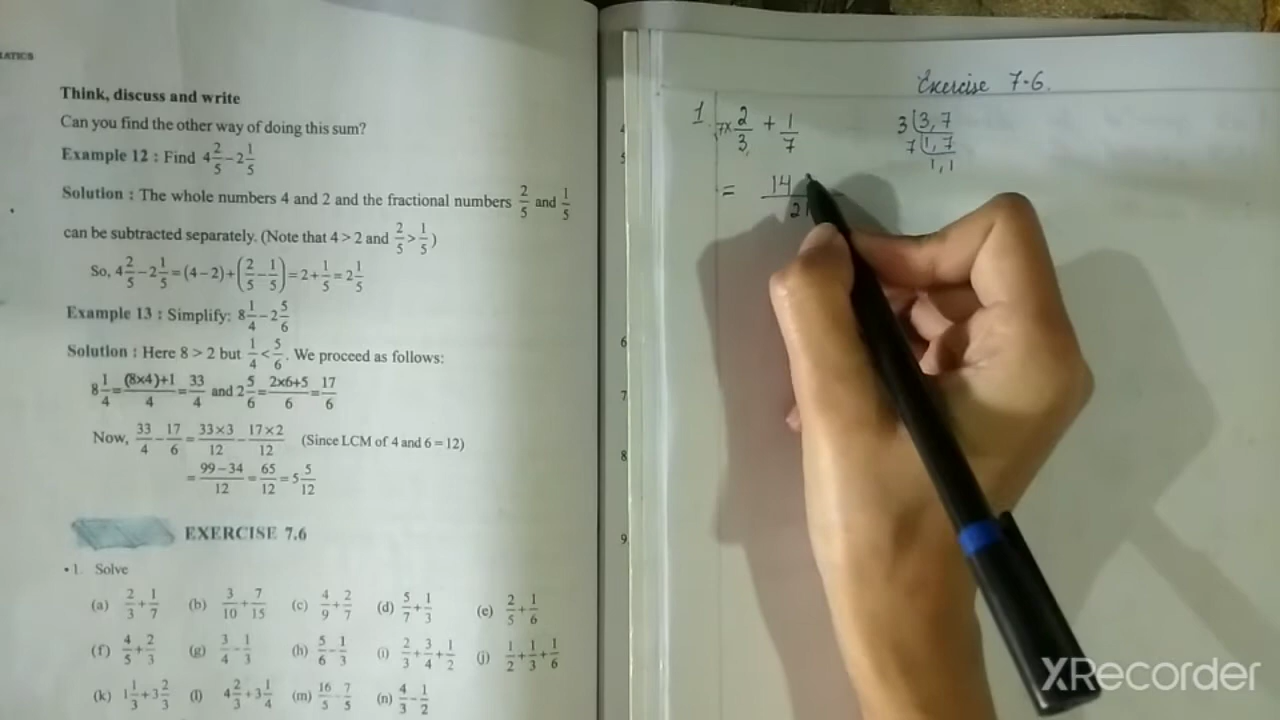 Think, discuss and write
Can you find the other way of doing this sum?
Example 12 : Find 4 2/5 − 2 1/5
Solution : The whole numbers 4 and 2 and the fractional numbers 2/5 and 1/5
can be subtracted separately. (Note that 4 > 2 and 2/5 > 1/5)
So, 4 2/5 − 2 1/5 = (4 − 2) + (2/5 − 1/5) = 2 + 1/5 = 2 1/5
Example 13 : Simplify: 8 1/4 − 2 5/6
Solution : Here 8 > 2 but 1/4 < 5/6. We proceed as follows:
8 1/4 = (8×4)+1/4 = 33/4 and 2 5/6 = 2×6+5/6 = 17/6
Now, 33/4 − 17/6 = 33×3/12 − 17×2/12 (Since LCM of 4 and 6 = 12)
= 99 − 34/12 = 65/12 = 5 5/12
EXERCISE 7.6
1. Solve
(a) 2/3 + 1/7 (b) 3/10 + 7/15 (c) 4/9 + 2/7 (d) 5/7 + 1/3 (e) 2/5 + 1/6
(f) 4/5 + 2/3 (g) 3/4 − 1/3 (h) 5/6 − 1/3 (i) 2/3 + 3/4 + 1/2 (j) 1/2 + 1/3 + 1/6
(k) 1 1/3 + 3 2/3 (l) 4 2/3 + 3 1/4 (m) 16/5 − 7/5 (n) 4/3 − 1/2
4
5
6
7
8
9
Exercise 7.6.
1. 7× 2/3 + 1/7
= 14/21
3 3, 7
7 1, 7
1, 1
XRecorder